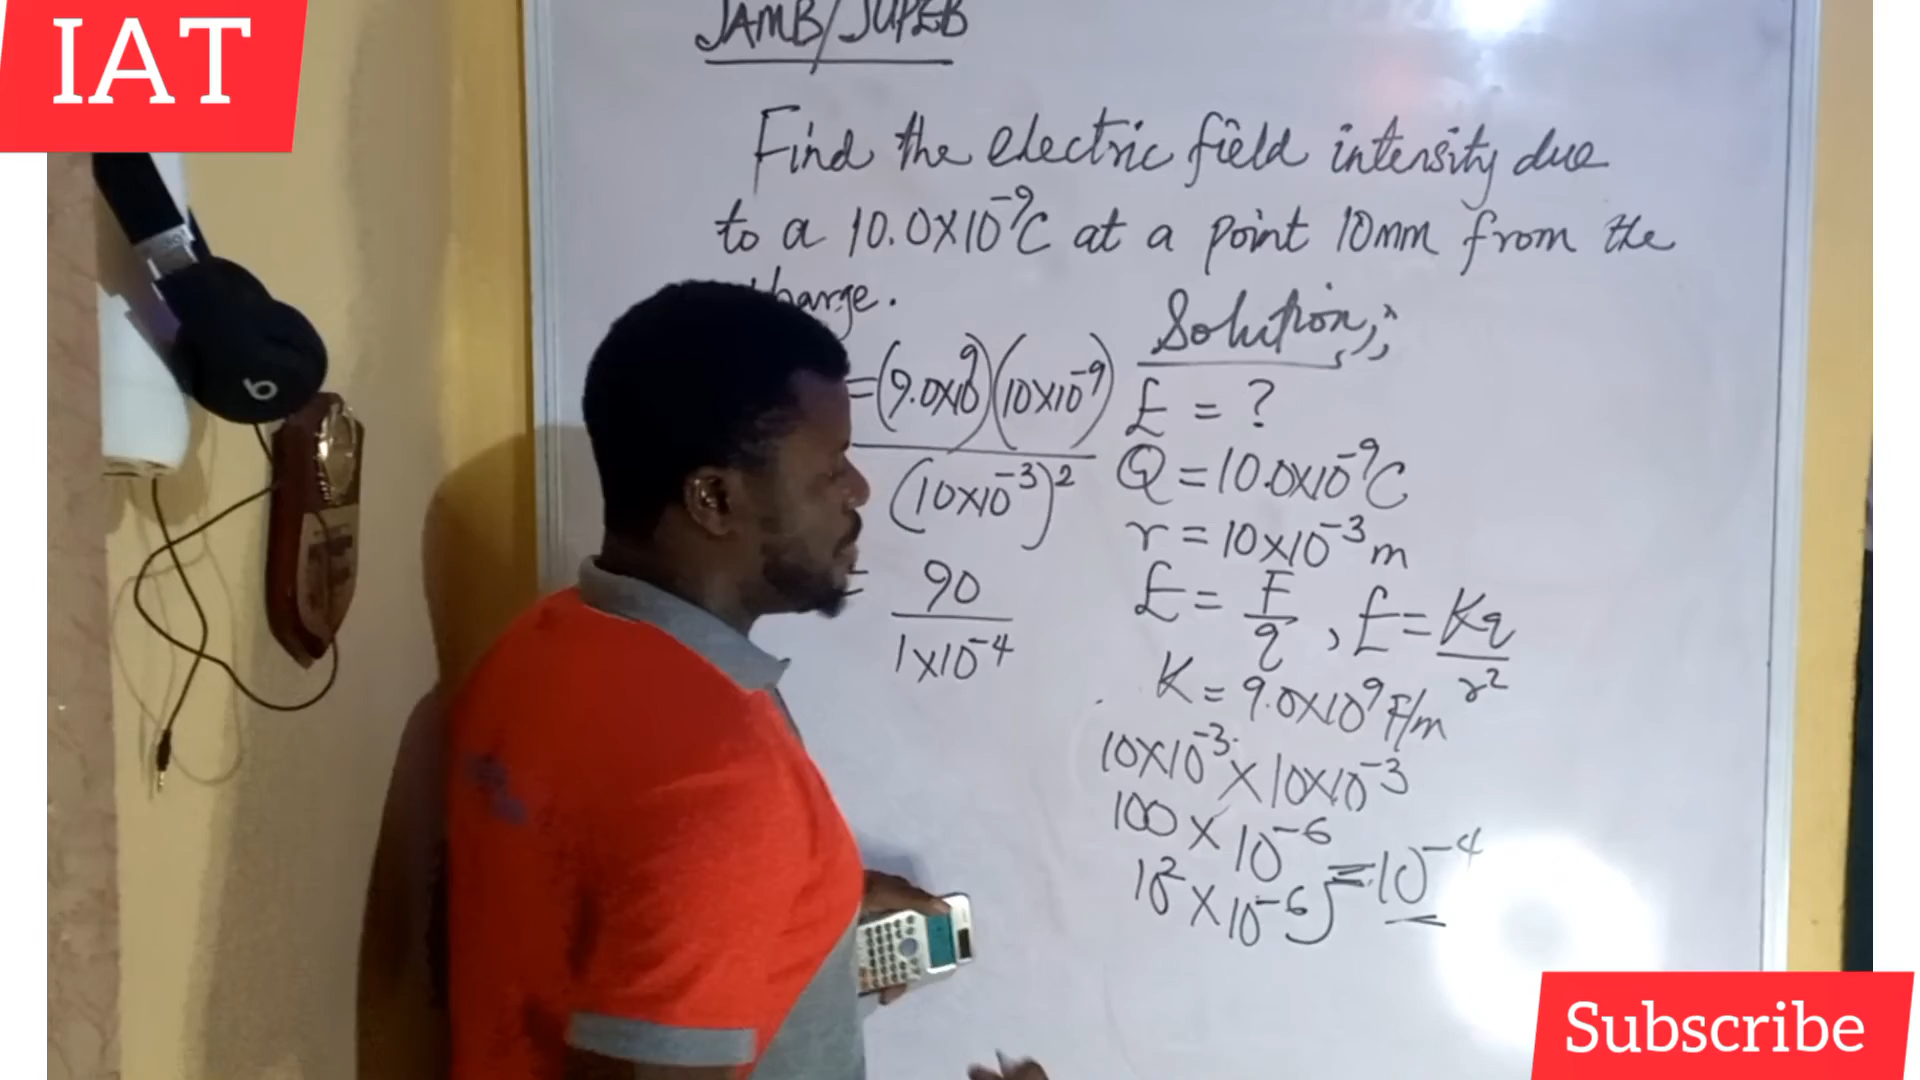 IAT
JAMB/JUPEB
Find the electric field intensity due
to a 10.0X10⁻⁹C at a point 10mm from the
charge.
=(9.0X10⁹)(10X10⁻⁹)
(10X10⁻³)²
= 90
1X10⁻⁴
Solution;
E = ?
Q = 10.0X10⁻⁹C
r = 10X10⁻³m
E = F/q, E = Kq/r²
K = 9.0X10⁹ F/m
10X10⁻³ X 10X10⁻³
100 X 10⁻⁶
10² X 10⁻⁶) = 10⁻⁴
Subscribe